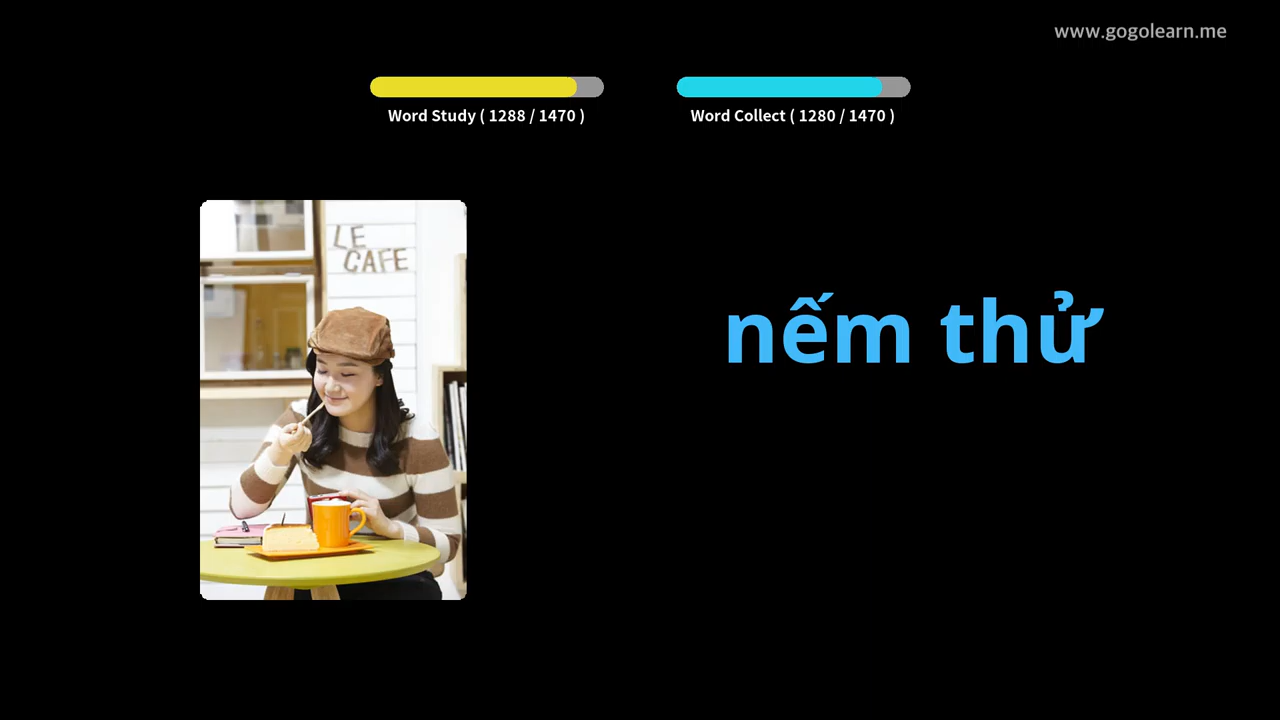 www.gogolearn.me
Word Study ( 1288 / 1470 )
Word Collect ( 1280 / 1470 )
LE
CAFE
nếm thử